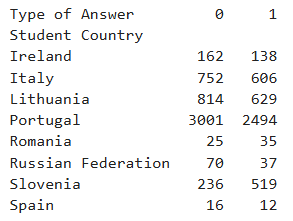 Type of Answer 0 1
Student Country
Ireland 162 138
Italy 752 606
Lithuania 814 629
Portugal 3001 2494
Romania 25 35
Russian Federation 70 37
Slovenia 236 519
Spain 16 12